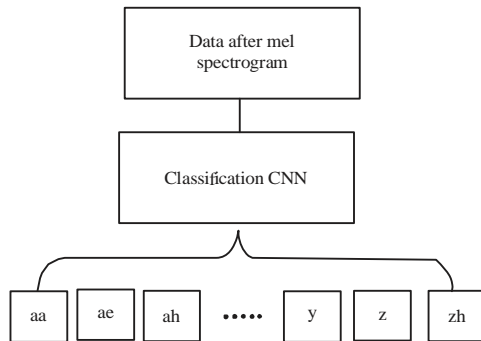 Data after mel
spectrogram
Classification CNN
aa ae ah ..... y z zh